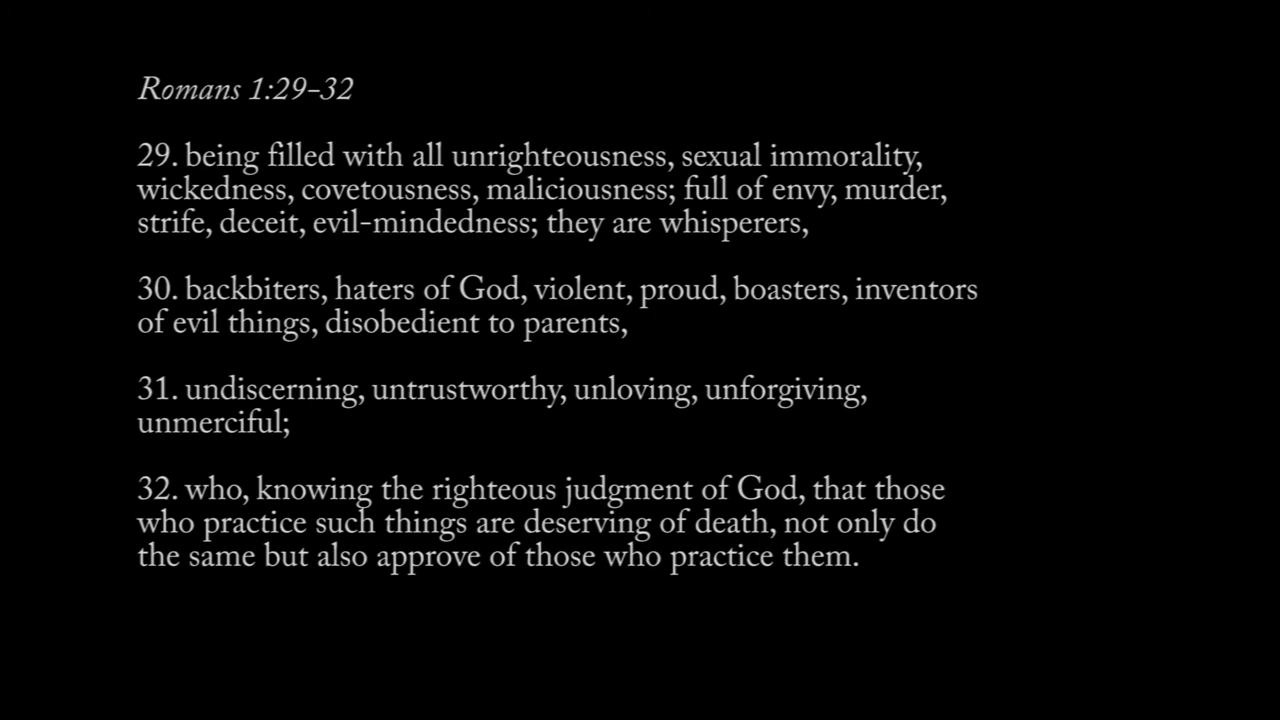 Romans 1:29–32
29. being filled with all unrighteousness, sexual immorality,
wickedness, covetousness, maliciousness; full of envy, murder,
strife, deceit, evil-mindedness; they are whisperers,
30. backbiters, haters of God, violent, proud, boasters, inventors
of evil things, disobedient to parents,
31. undiscerning, untrustworthy, unloving, unforgiving,
unmerciful;
32. who, knowing the righteous judgment of God, that those
who practice such things are deserving of death, not only do
the same but also approve of those who practice them.